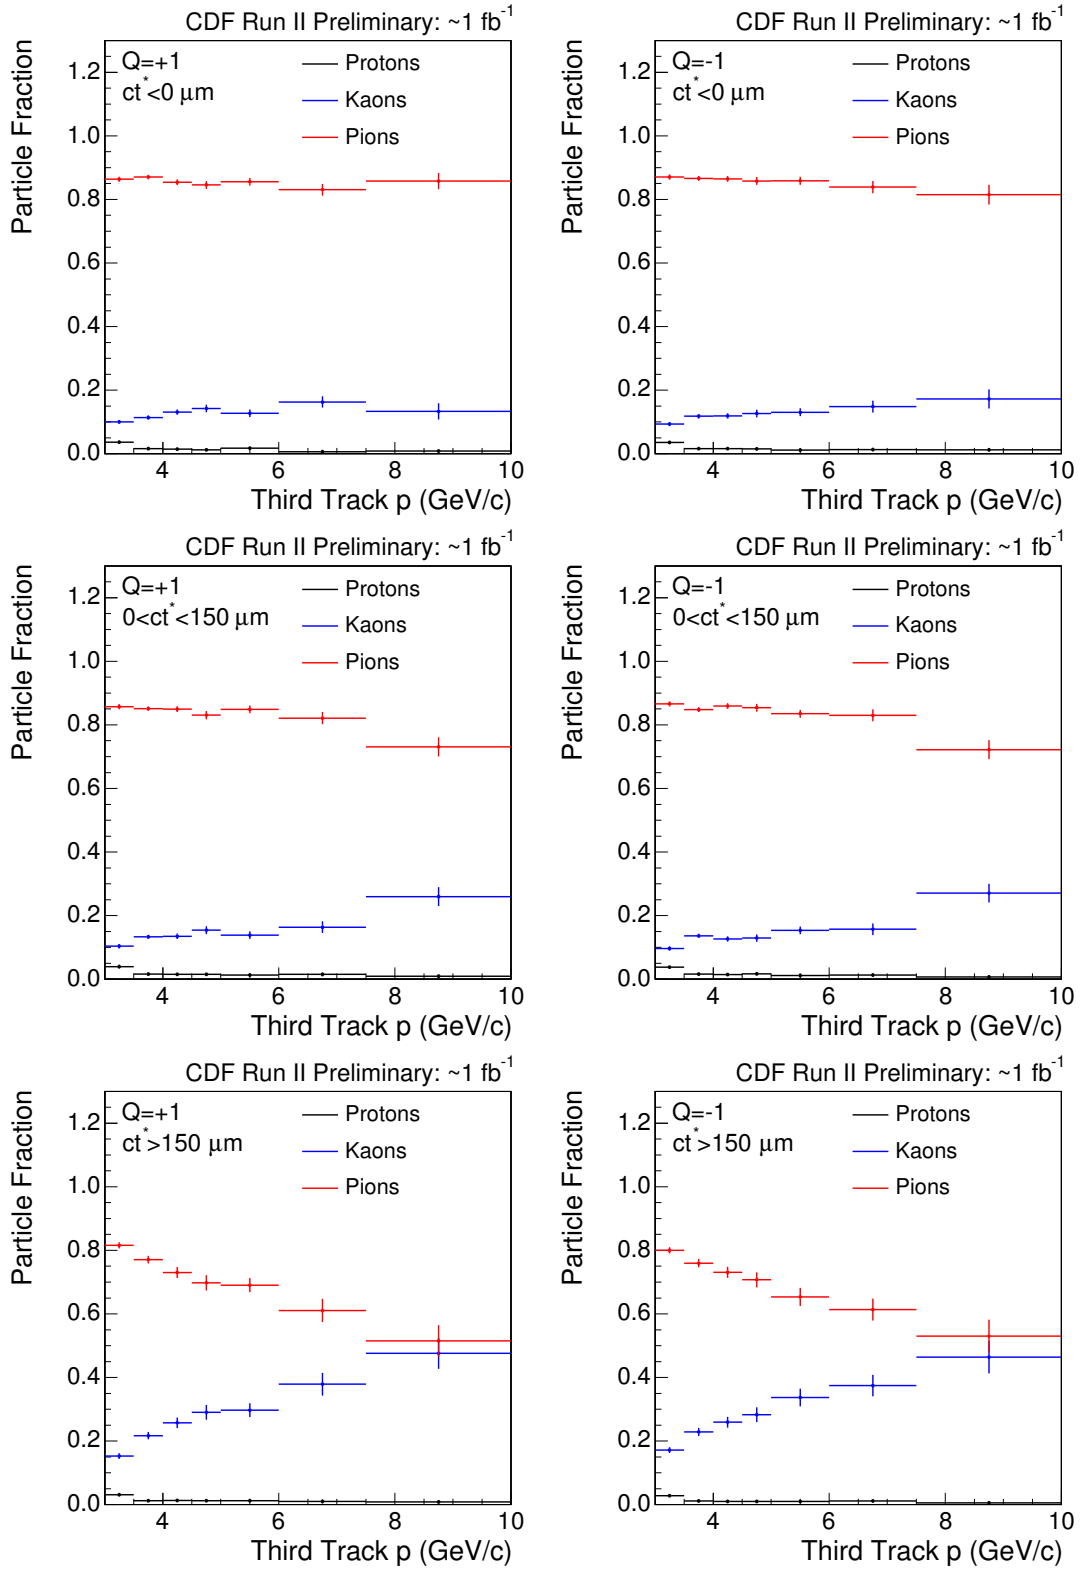 CDF Run II Preliminary: ~1 fb⁻¹
Q=+1
ct*<0 μm
Protons
Kaons
Pions
Particle Fraction
1.2
1.0
0.8
0.6
0.4
0.2
0.0
4 6 8 10
Third Track p (GeV/c)
CDF Run II Preliminary: ~1 fb⁻¹
Q=-1
ct*<0 μm
Protons
Kaons
Pions
Particle Fraction
1.2
1.0
0.8
0.6
0.4
0.2
0.0
4 6 8 10
Third Track p (GeV/c)
CDF Run II Preliminary: ~1 fb⁻¹
Q=+1
0<ct*<150 μm
Protons
Kaons
Pions
Particle Fraction
1.2
1.0
0.8
0.6
0.4
0.2
0.0
4 6 8 10
Third Track p (GeV/c)
CDF Run II Preliminary: ~1 fb⁻¹
Q=-1
0<ct*<150 μm
Protons
Kaons
Pions
Particle Fraction
1.2
1.0
0.8
0.6
0.4
0.2
0.0
4 6 8 10
Third Track p (GeV/c)
CDF Run II Preliminary: ~1 fb⁻¹
Q=+1
ct*>150 μm
Protons
Kaons
Pions
Particle Fraction
1.2
1.0
0.8
0.6
0.4
0.2
0.0
4 6 8 10
Third Track p (GeV/c)
CDF Run II Preliminary: ~1 fb⁻¹
Q=-1
ct*>150 μm
Protons
Kaons
Pions
Particle Fraction
1.2
1.0
0.8
0.6
0.4
0.2
0.0
4 6 8 10
Third Track p (GeV/c)